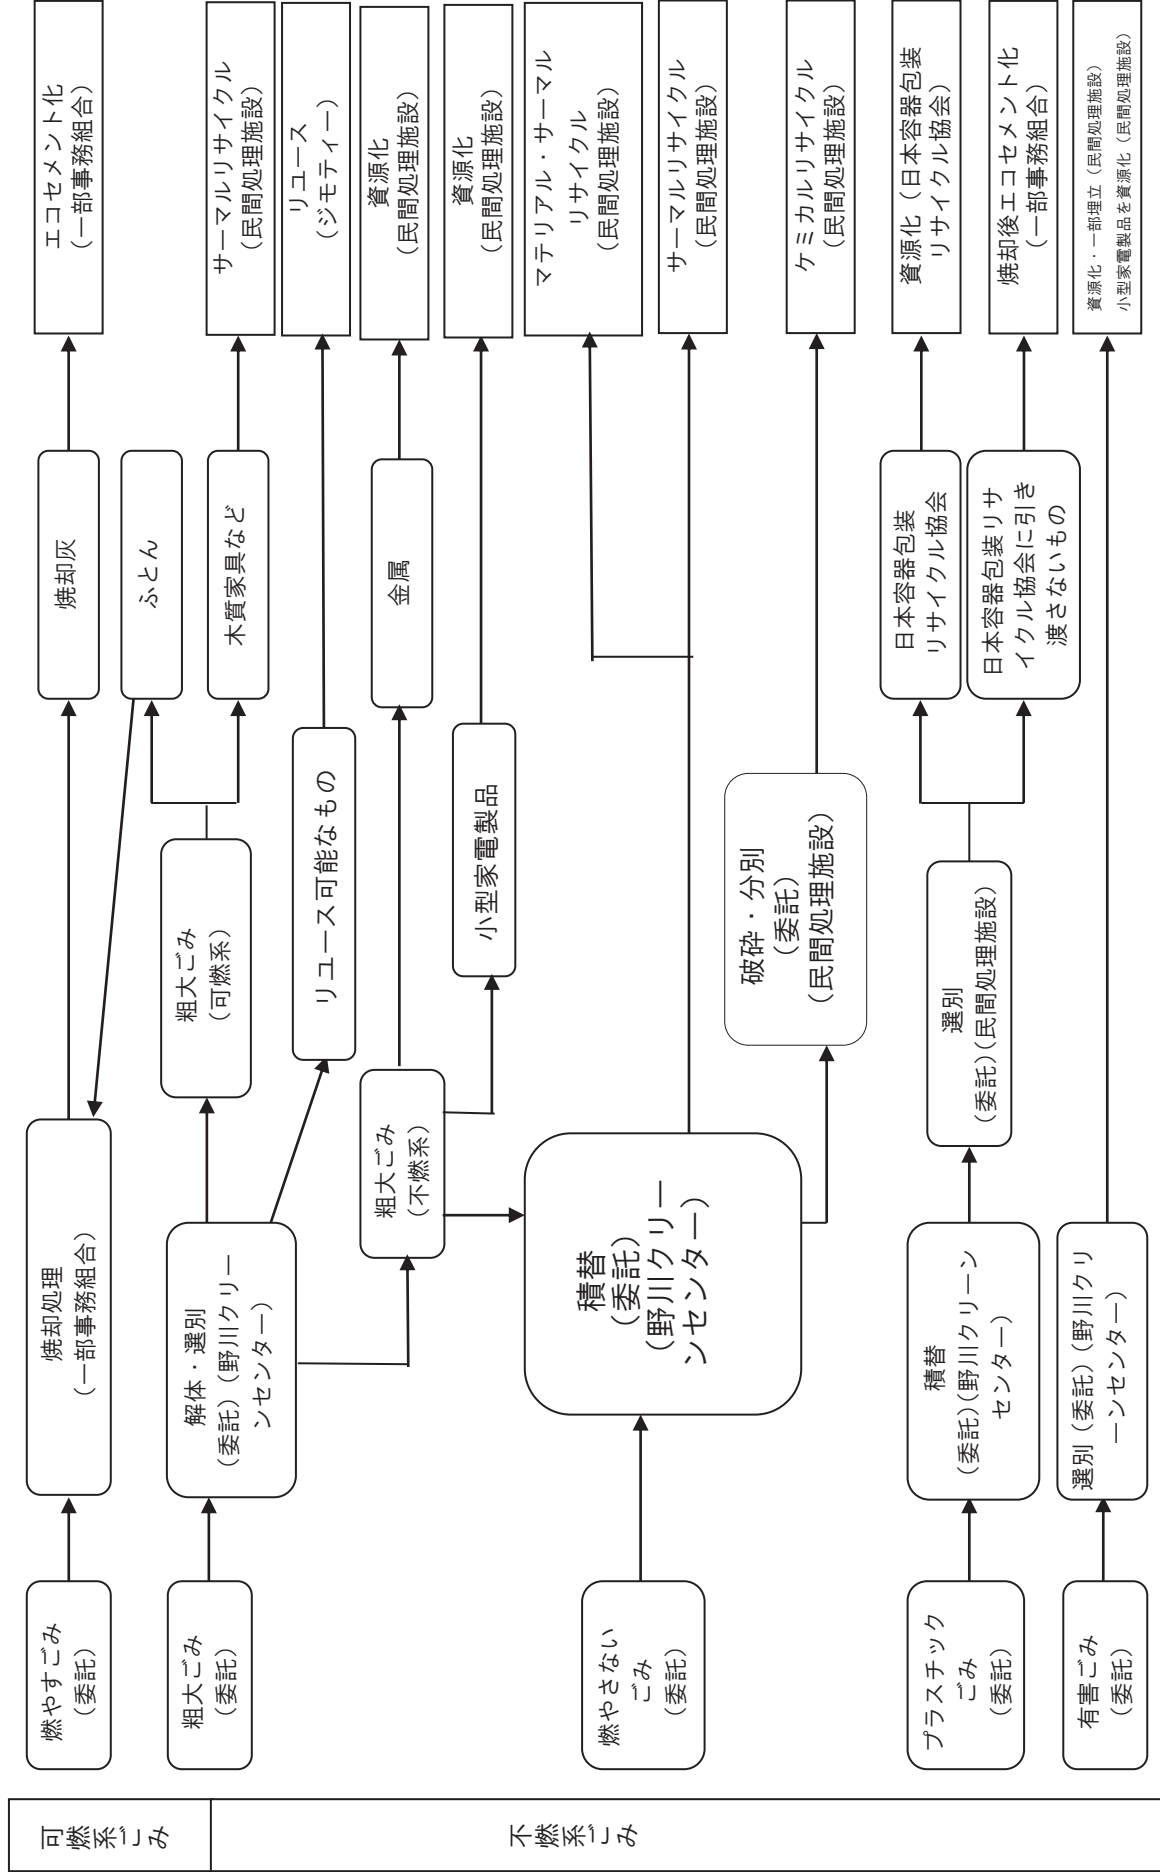 可燃系ごみ
不燃系ごみ
燃やすごみ
（委託）
焼却処理
（一部事務組合）
焼却灰
エコセメント化
（一部事務組合）
ふとん
粗大ごみ
（委託）
解体・選別
（委託）（野川クリー
ンセンター）
粗大ごみ
（可燃系）
木質家具など
サーマルリサイクル
（民間処理施設）
リユース可能なもの
リユース
（ジモティー）
粗大ごみ
（不燃系）
金属
資源化
（民間処理施設）
小型家電製品
資源化
（民間処理施設）
燃やさない
ごみ
（委託）
積替
（委託）
（野川クリー
ンセンター）
マテリアル・サーマル
リサイクル
（民間処理施設）
サーマルリサイクル
（民間処理施設）
破砕・分別
（委託）
（民間処理施設）
ケミカルリサイクル
（民間処理施設）
プラスチック
ごみ
（委託）
積替
（委託）（野川クリーン
センター）
選別
（委託）（民間処理施設）
日本容器包装
リサイクル協会
資源化（日本容器包装
リサイクル協会）
日本容器包装リサ
イクル協会に引き
渡さないもの
焼却後エコセメント化
（一部事務組合）
有害ごみ
（委託）
選別（委託）（野川クリ
ーンセンター）
資源化・一部埋立（民間処理施設）
小型家電製品を資源化（民間処理施設）